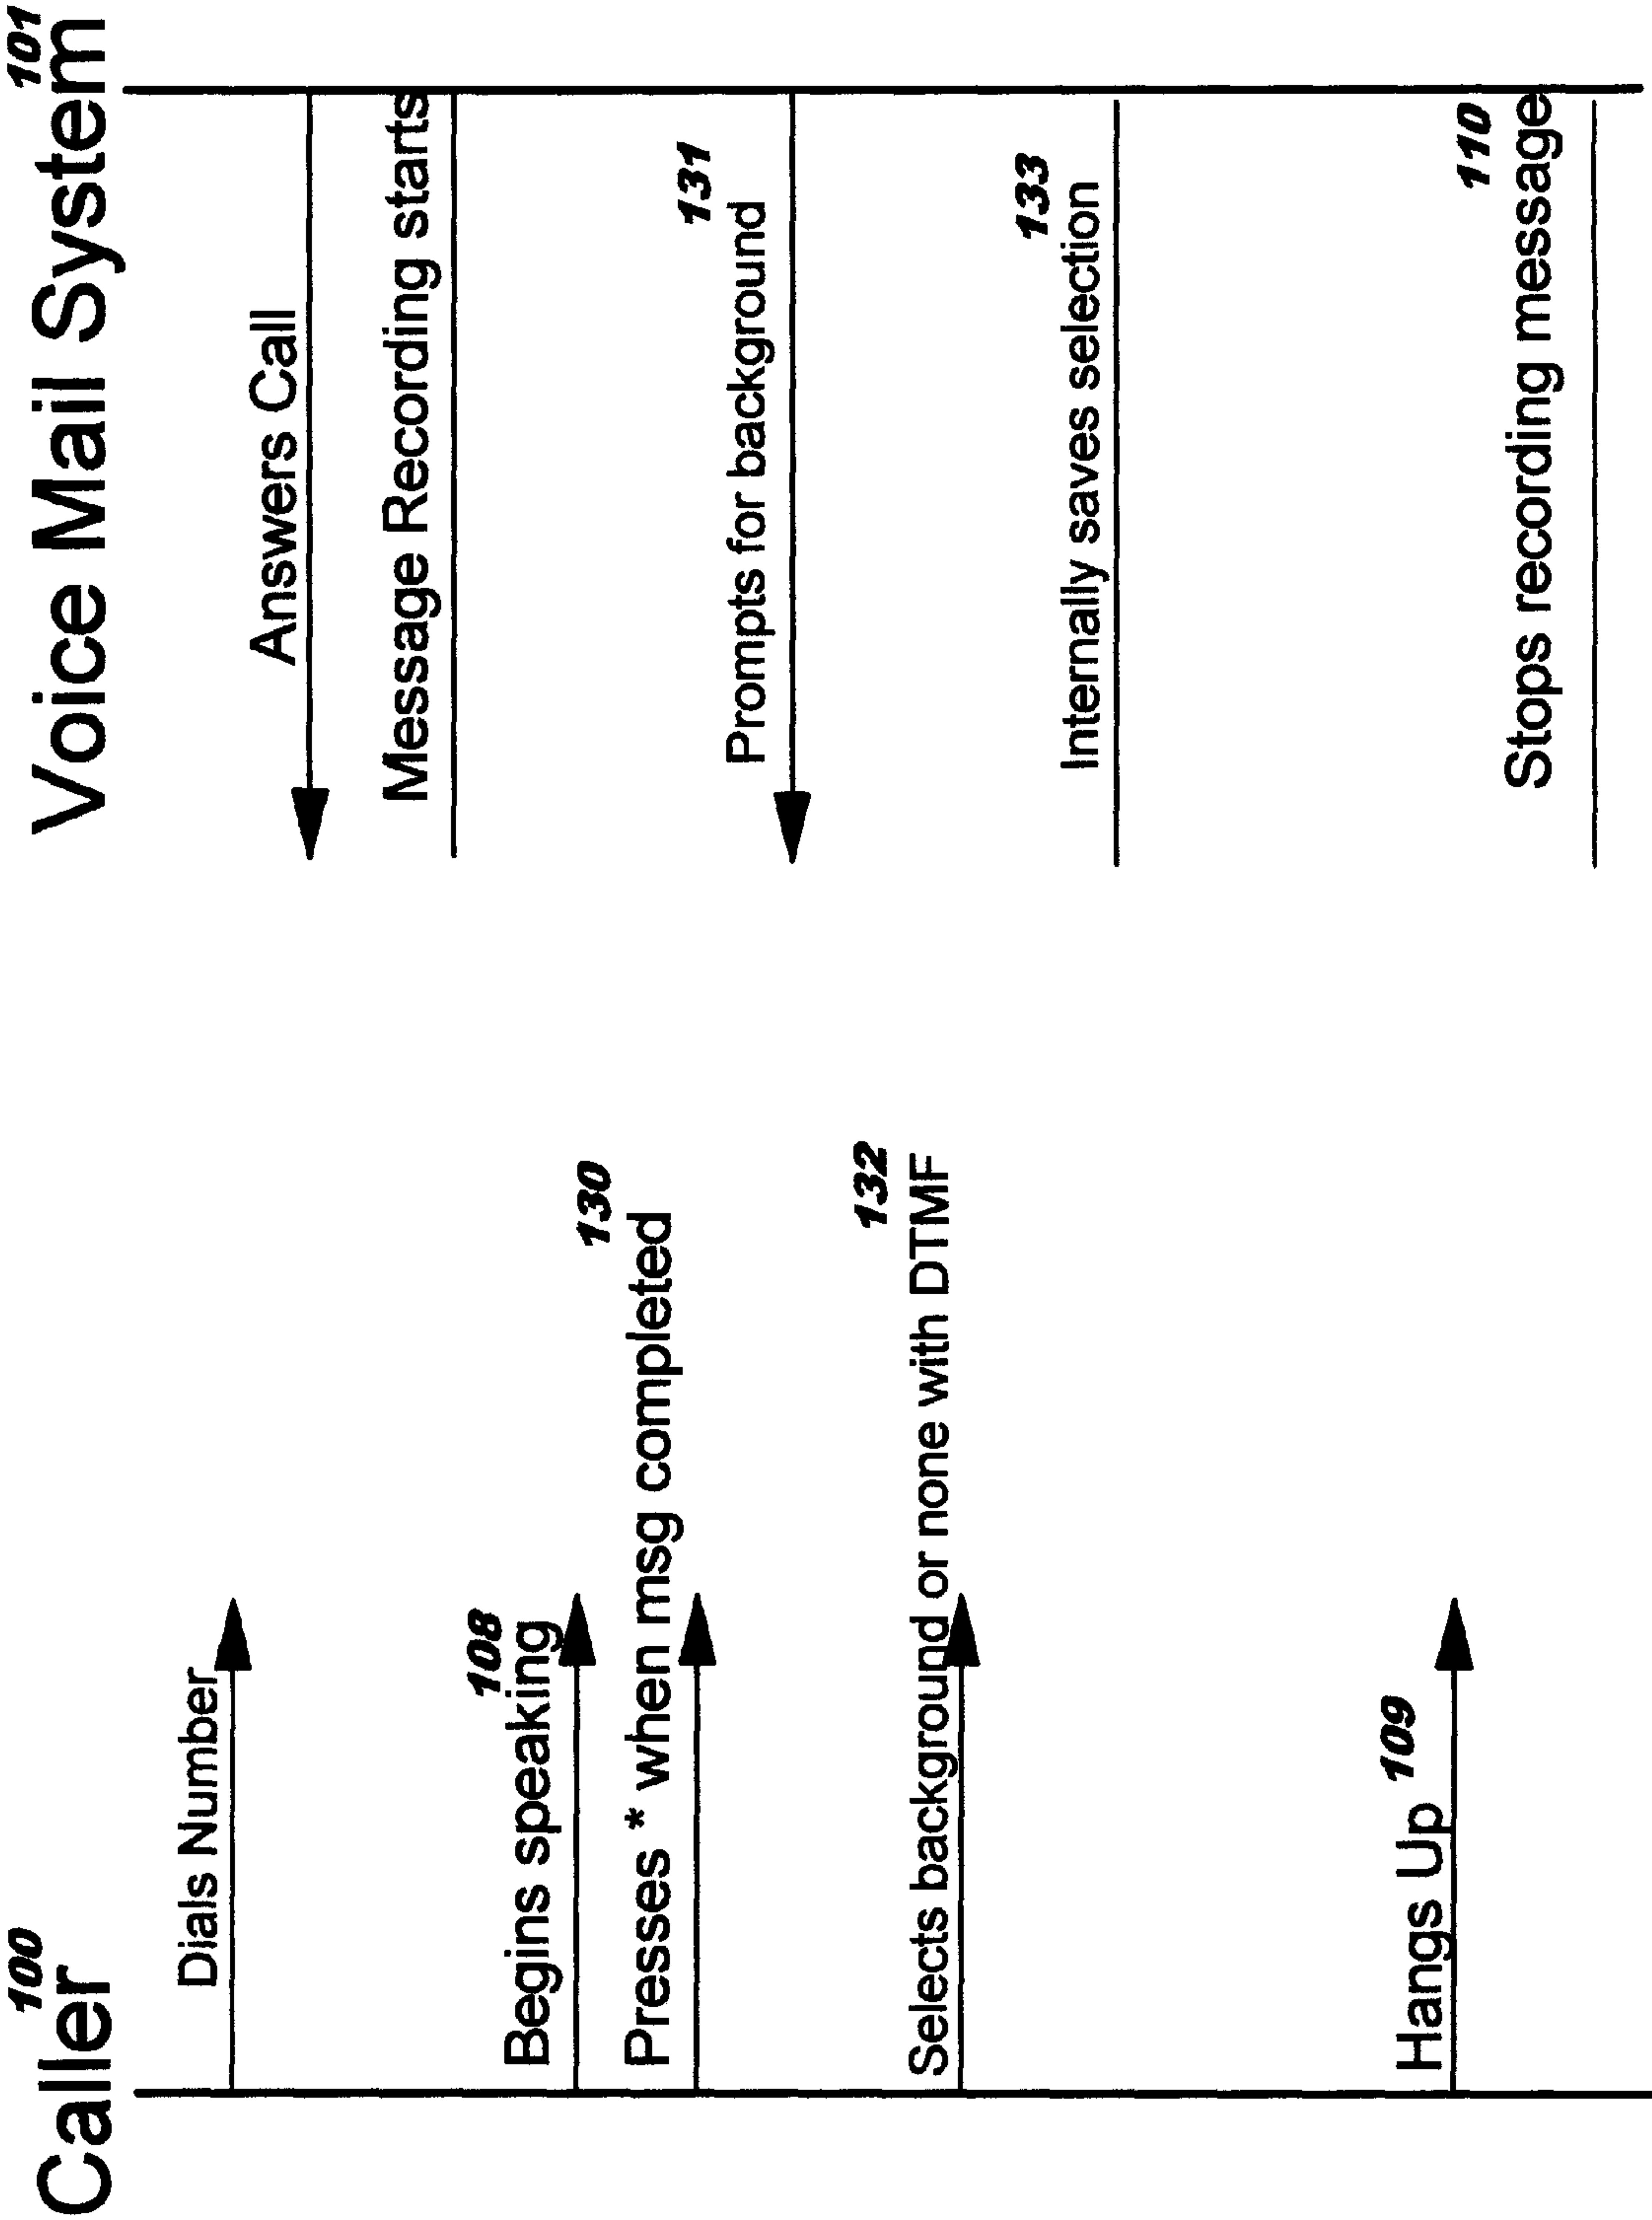 Caller 100
Voice Mail System 101
Dials Number
Answers Call
Message Recording starts
108
Begins speaking
130
Presses * when msg completed
131
Prompts for background
132
Selects background or none with DTMF
133
Internally saves selection
Hangs Up 109
110
Stops recording message